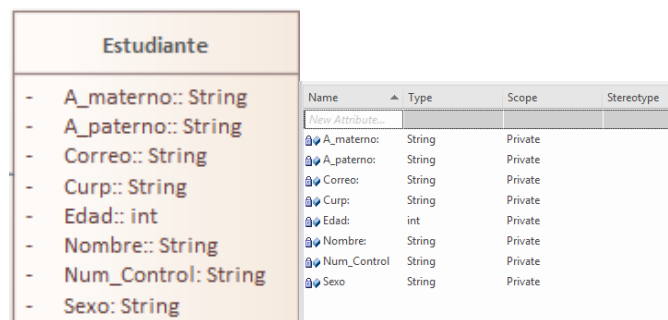 Estudiante
- A_materno:: String
- A_paterno:: String
- Correo:: String
- Curp:: String
- Edad:: int
- Nombre:: String
- Num_Control: String
- Sexo: String
Name Type Scope Stereotype
New Attribute...
A_materno: String Private
A_paterno: String Private
Correo: String Private
Curp: String Private
Edad: int Private
Nombre: String Private
Num_Control String Private
Sexo String Private